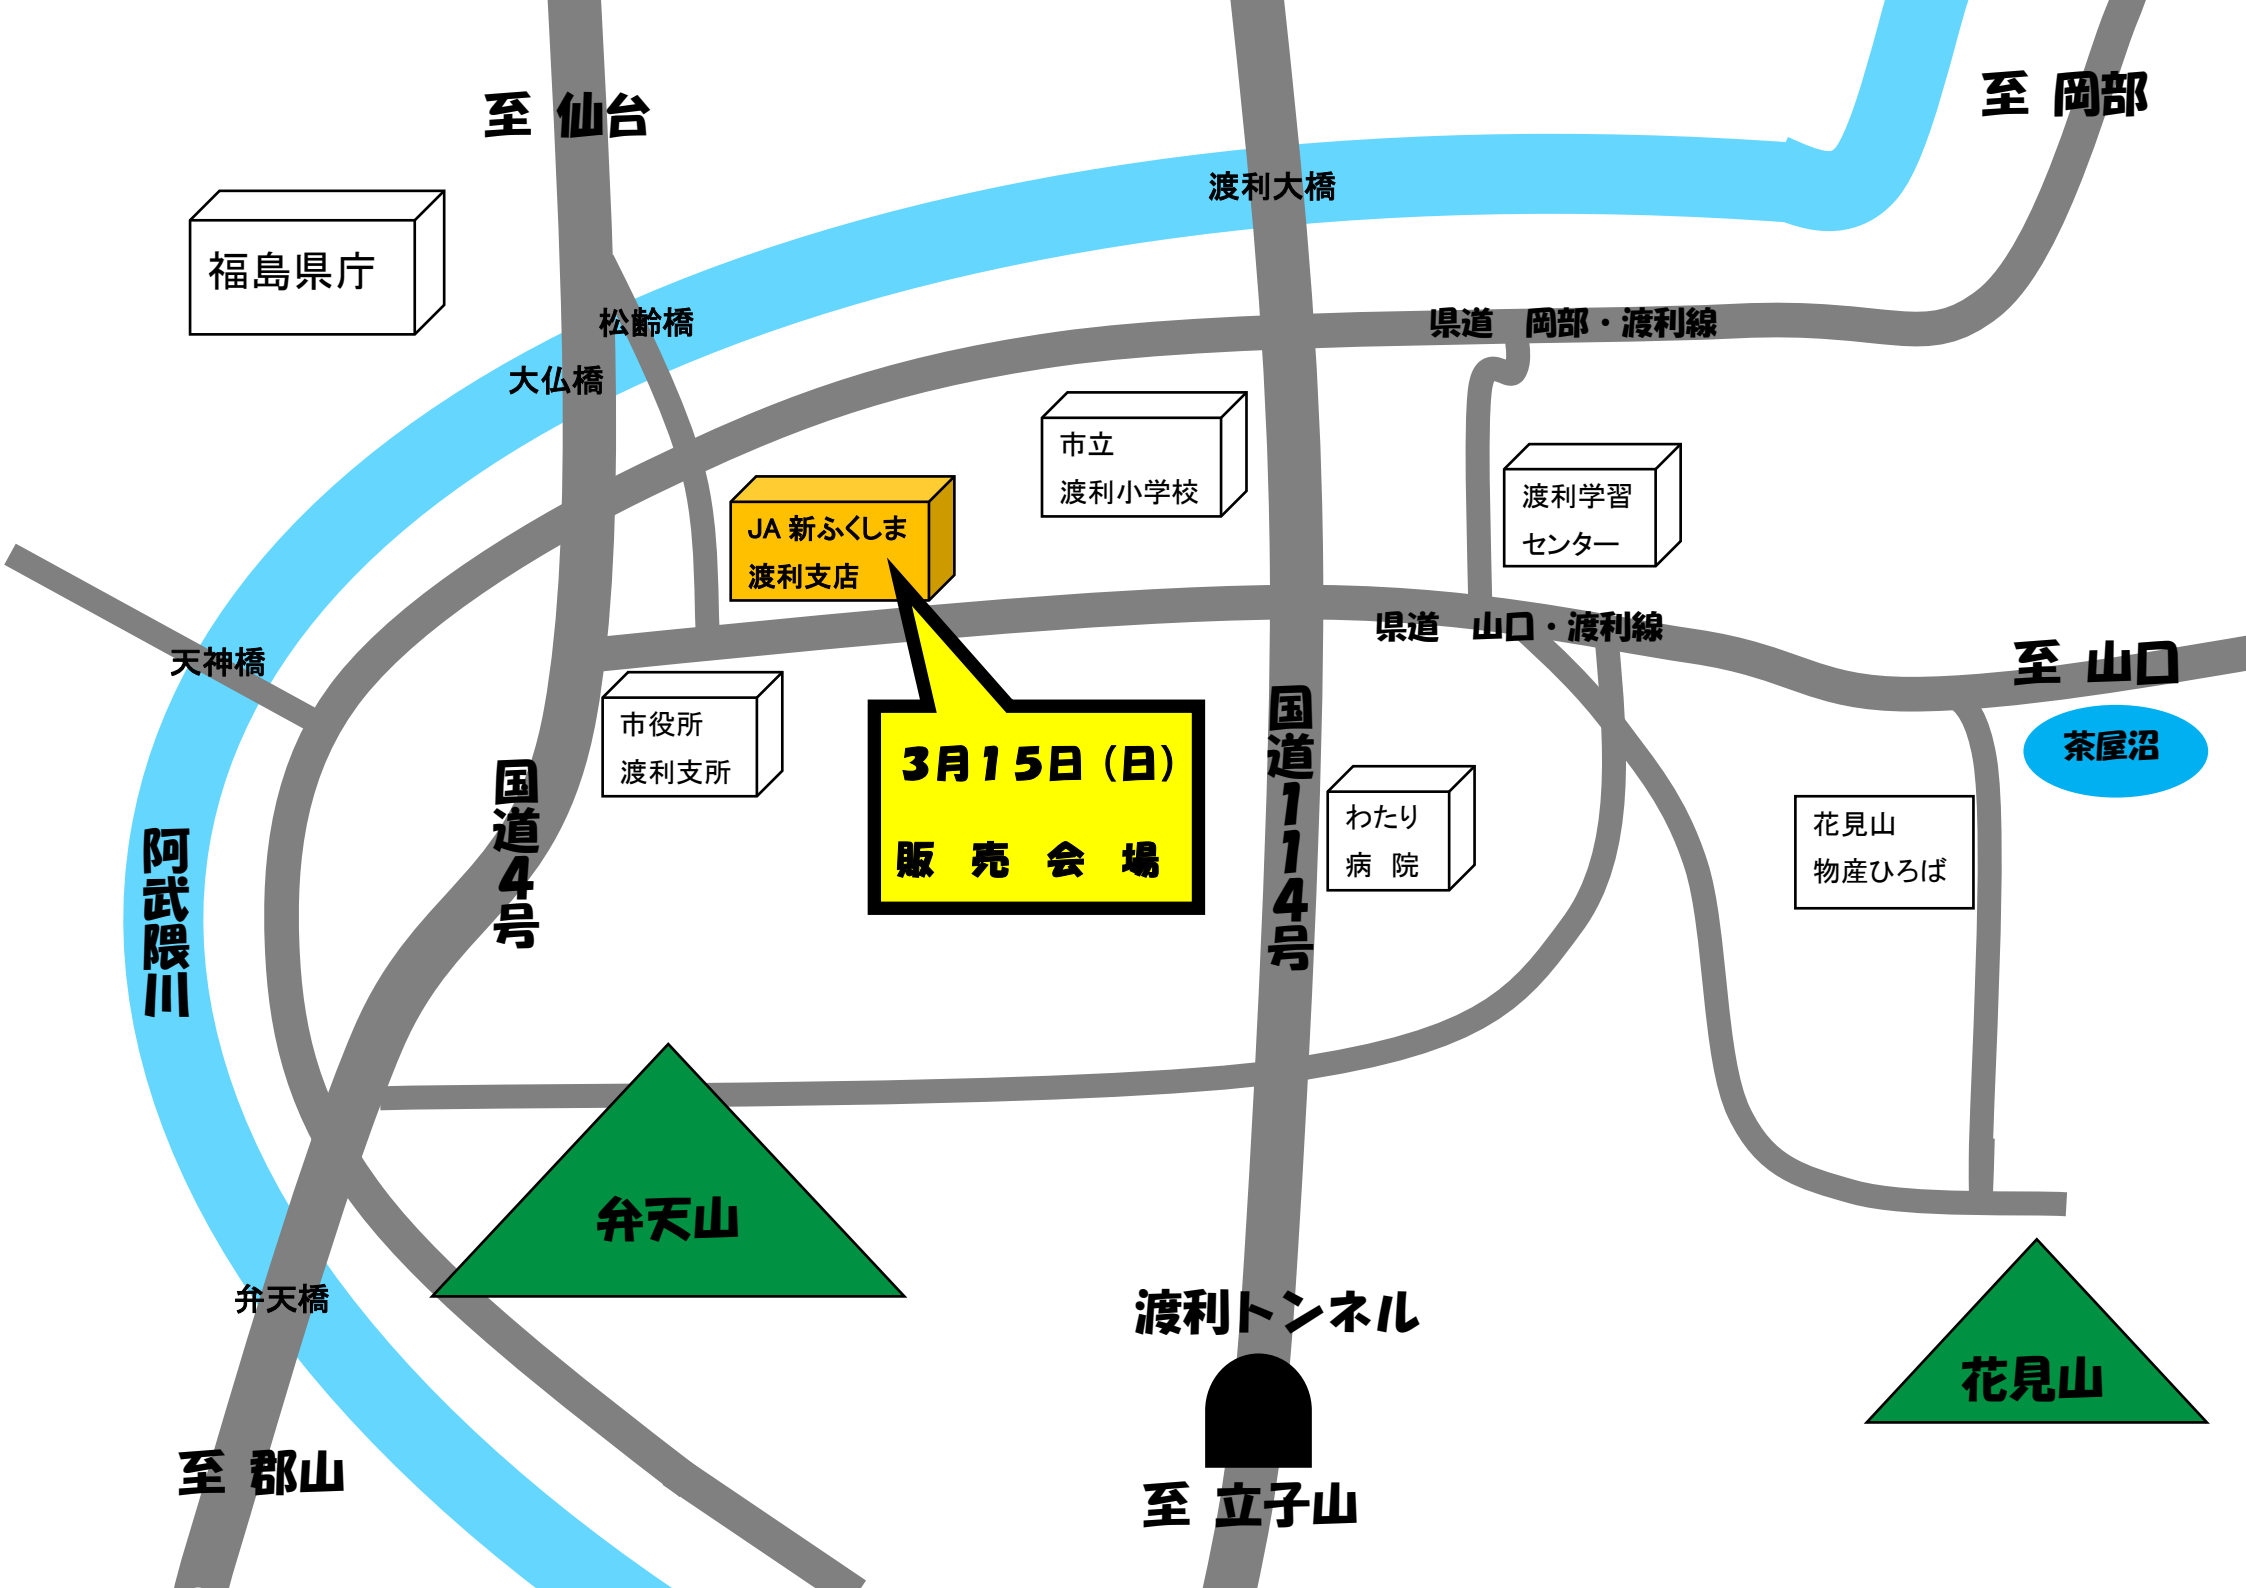 至 仙台
至 岡部
渡利大橋
福島県庁
松齢橋
県道　岡部・渡利線
大仏橋
市立
渡利小学校
渡利学習
センター
JA 新ふくしま
渡利支店
県道　山口・渡利線
至 山口
天神橋
市役所
渡利支所
国道4号
国道114号
茶屋沼
３月１５日（日）
販　売　会　場
わたり
病　院
花見山
物産ひろば
阿武隈川
弁天山
弁天橋
渡利トンネル
花見山
至 郡山
至 立子山